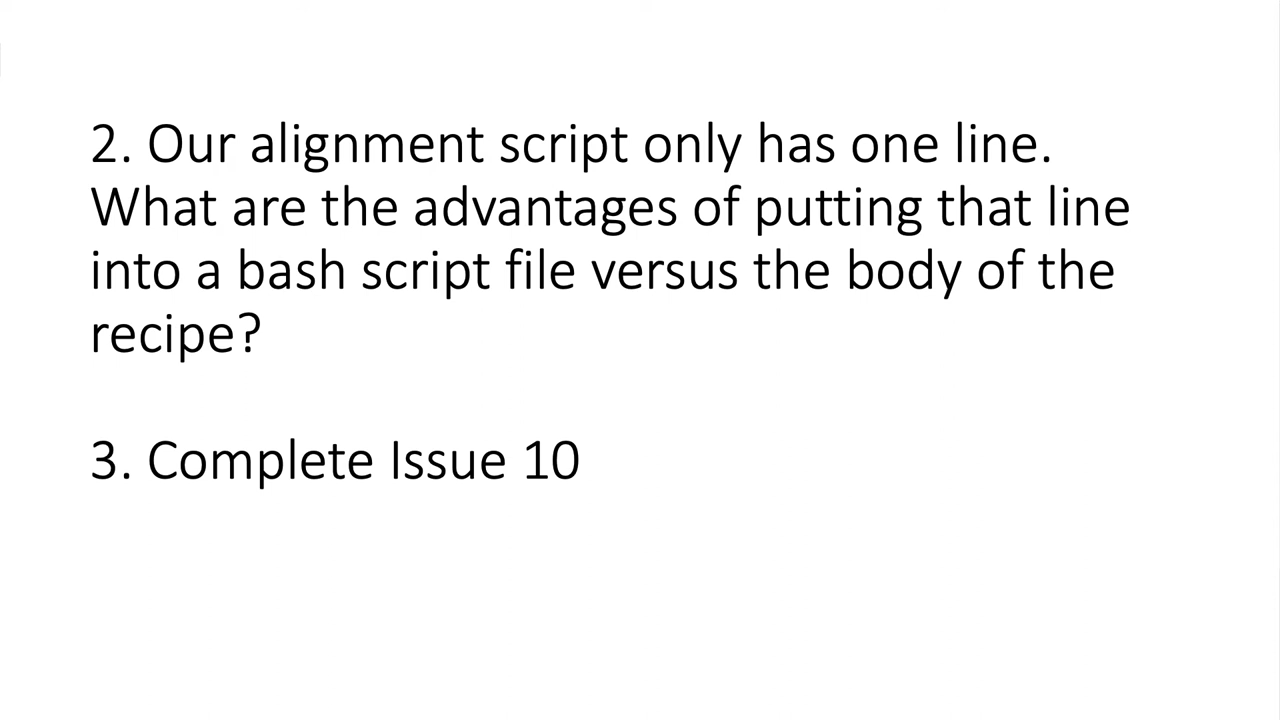 2. Our alignment script only has one line.
What are the advantages of putting that line
into a bash script file versus the body of the
recipe?
3. Complete Issue 10